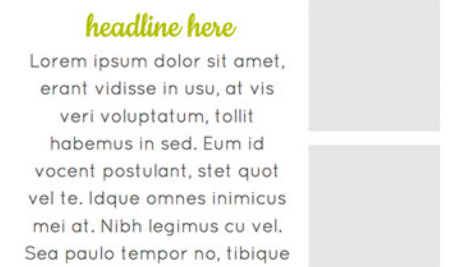 headline here
Lorem ipsum dolor sit amet,
erant vidisse in usu, at vis
veri voluptatum, tollit
habemus in sed. Eum id
vocent postulant, stet quot
vel te. Idque omnes inimicus
mei at. Nibh legimus cu vel.
Sea paulo tempor no, tibique